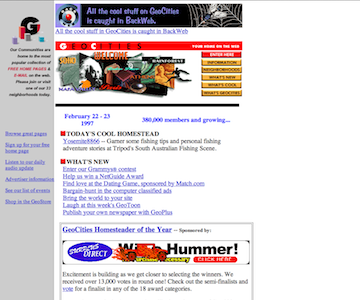 All the cool stuff on GeoCities
is caught in BackWeb.
All the cool stuff in GeoCities is caught in BackWeb
GEOCITIES
YOUR HOME ON THE WEB
WELCOME
RAINFOREST
ENTER HERE
INFORMATION
NEIGHBORHOODS
WHAT'S NEW
WHAT'S COOL
WHAT'S GEOCITIES
Our Communities are
home to the most
popular collection of
FREE HOME PAGES &
E-MAIL on the web.
Please join or visit
one of our 33
neighborhoods today.
February 22 - 23
1997
380,000 members and growing...
Browse great pages
Sign up for your free
home page
Listen to our daily
audio update
Advertiser information
See our list of events
Shop in the GeoStore
TODAY'S COOL HOMESTEAD
Yosemite8866 -- Garner some fishing tips and personal fishing
adventure stories at Tripod's South Australian Fishing Scene.
WHAT'S NEW
Enter our Grammys® contest
Help us win a NetGuide Award
Find love at the Dating Game, sponsored by Match.com
Bargain-hunt in the computer classified ads
Bring the world to your site
Laugh at this week's GeoToon
Publish your own newspaper with GeoPlus
GeoCities Homesteader of the Year -- Sponsored by:
DIRECT
Win a Hummer!
CLICK HERE
Excitement is building as we get closer to selecting the winners. We
received over 13,000 votes in round one! Check out the semi-finalists and
vote for a finalist in any of the 18 award categories.